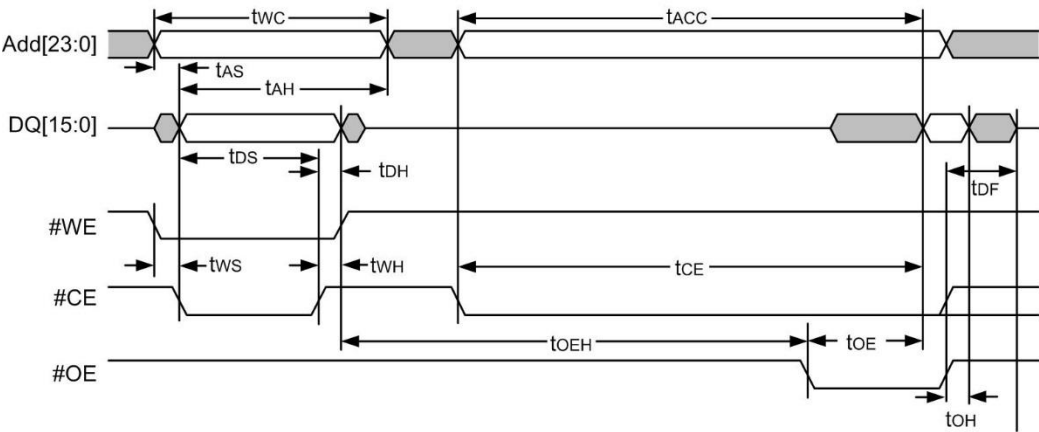 tWC tACC
Add[23:0]
tAS
tAH
DQ[15:0]
tDS
tDH
tDF
#WE
tWS tWH tCE
#CE
tOEH tOE
#OE
tOH